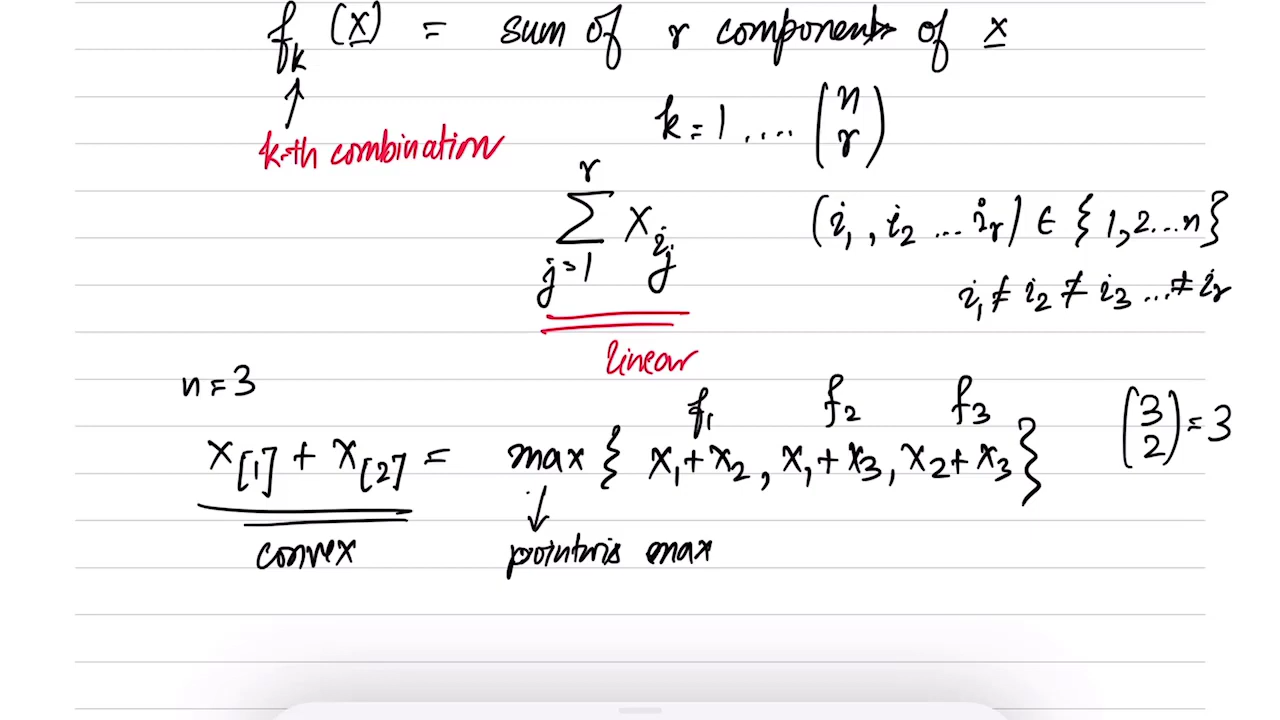 f_k (x) = sum of r components of x
k = 1 .... (n r)
k-th combination
r
∑ x_{i_j}
j=1
(i_1, i_2 ... i_r) ∈ { 1, 2 ... n }
i_1 ≠ i_2 ≠ i_3 ... ≠ i_r
linear
n = 3
f_1 f_2 f_3
x_[1] + x_[2] = max { x_1 + x_2 , x_1 + x_3 , x_2 + x_3 }
(3 2) = 3
convex
pointwis max